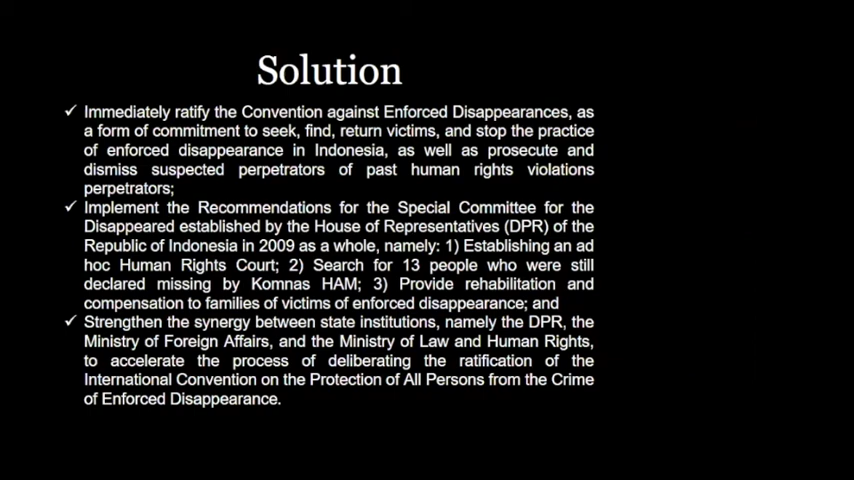 Solution
✓ Immediately ratify the Convention against Enforced Disappearances, as
a form of commitment to seek, find, return victims, and stop the practice
of enforced disappearance in Indonesia, as well as prosecute and
dismiss suspected perpetrators of past human rights violations
perpetrators;
✓ Implement the Recommendations for the Special Committee for the
Disappeared established by the House of Representatives (DPR) of the
Republic of Indonesia in 2009 as a whole, namely: 1) Establishing an ad
hoc Human Rights Court; 2) Search for 13 people who were still
declared missing by Komnas HAM; 3) Provide rehabilitation and
compensation to families of victims of enforced disappearance; and
✓ Strengthen the synergy between state institutions, namely the DPR, the
Ministry of Foreign Affairs, and the Ministry of Law and Human Rights,
to accelerate the process of deliberating the ratification of the
International Convention on the Protection of All Persons from the Crime
of Enforced Disappearance.